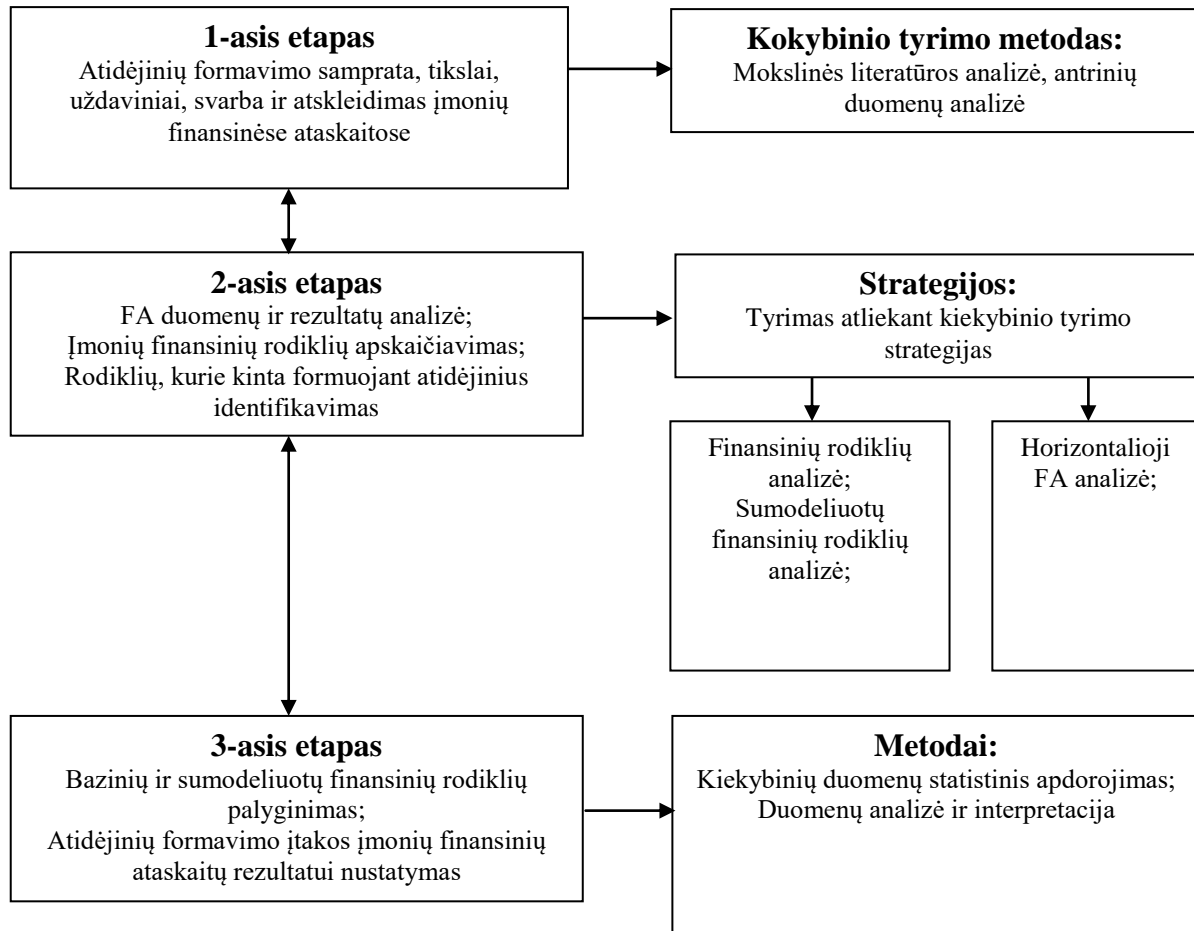 1-asis etapas
Atidėjinių formavimo samprata, tikslai,
uždaviniai, svarba ir atskleidimas įmonių
finansinėse ataskaitose
Kokybinio tyrimo metodas:
Mokslinės literatūros analizė, antrinių
duomenų analizė
2-asis etapas
FA duomenų ir rezultatų analizė;
Įmonių finansinių rodiklių apskaičiavimas;
Rodiklių, kurie kinta formuojant atidėjinius
identifikavimas
Strategijos:
Tyrimas atliekant kiekybinio tyrimo
strategijas
Finansinių rodiklių
analizė;
Sumodeliuotų
finansinių rodiklių
analizė;
Horizontalioji
FA analizė;
3-asis etapas
Bazinių ir sumodeliuotų finansinių rodiklių
palyginimas;
Atidėjinių formavimo įtakos įmonių finansinių
ataskaitų rezultatui nustatymas
Metodai:
Kiekybinių duomenų statistinis apdorojimas;
Duomenų analizė ir interpretacija